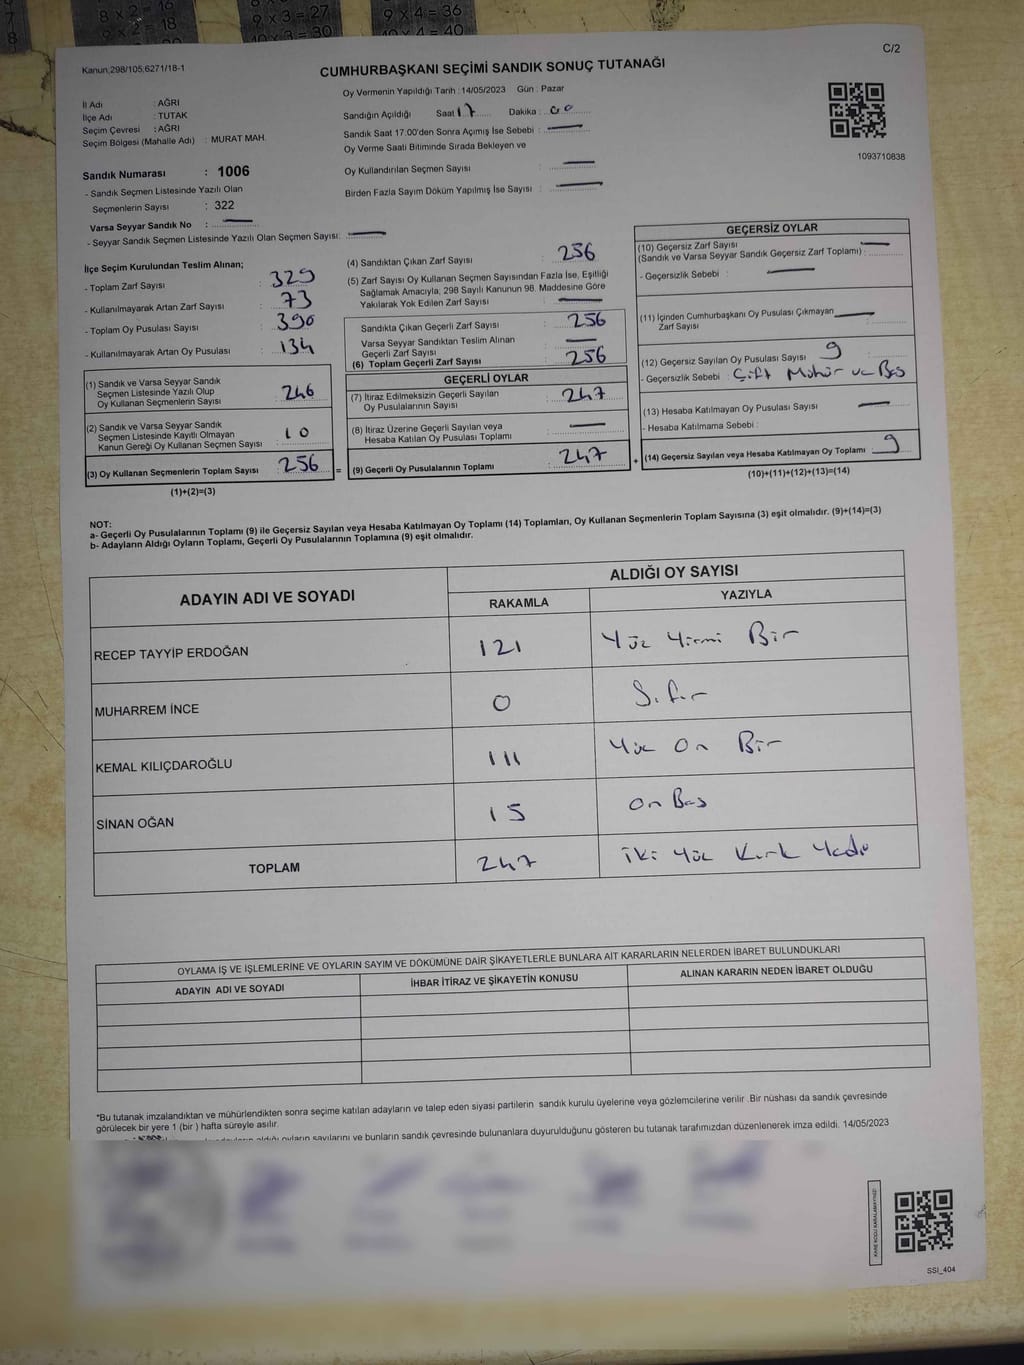 8 x 2 = 16
9 x 2 = 18
9 x 3 = 27
10 x 3 = 30
9 x 4 = 36
10 x 4 = 40
7
8
C/2
Kanun;298/105;6271/18-1
CUMHURBAŞKANI SEÇİMİ SANDIK SONUÇ TUTANAĞI
İl Adı : AĞRI
İlçe Adı : TUTAK
Seçim Çevresi : AĞRI
Seçim Bölgesi (Mahalle Adı) : MURAT MAH.
Oy Vermenin Yapıldığı Tarih : 14/05/2023 Gün : Pazar
Sandığın Açıldığı Saat 17 Dakika : 00
Sandık Saat 17:00'den Sonra Açımış İse Sebebi :
Oy Verme Saati Bitiminde Sırada Bekleyen ve
Oy Kullandırılan Seçmen Sayısı :
Birden Fazla Sayım Döküm Yapılmış İse Sayısı :
1093710838
Sandık Numarası : 1006
- Sandık Seçmen Listesinde Yazılı Olan
Seçmenlerin Sayısı : 322
Varsa Seyyar Sandık No :
- Seyyar Sandık Seçmen Listesinde Yazılı Olan Seçmen Sayısı:
İlçe Seçim Kurulundan Teslim Alınan;
- Toplam Zarf Sayısı : 329
- Kullanılmayarak Artan Zarf Sayısı : 73
- Toplam Oy Pusulası Sayısı : 390
- Kullanılmayarak Artan Oy Pusulası : 134
(1) Sandık ve Varsa Seyyar Sandık
Seçmen Listesinde Yazılı Olup
Oy Kullanan Seçmenlerin Sayısı : 246
(2) Sandık ve Varsa Seyyar Sandık
Seçmen Listesinde Kayıtlı Olmayan
Kanun Gereği Oy Kullanan Seçmen Sayısı : 10
(3) Oy Kullanan Seçmenlerin Toplam Sayısı : 256 =
(1)+(2)=(3)
(4) Sandıktan Çıkan Zarf Sayısı : 256
(5) Zarf Sayısı Oy Kullanan Seçmen Sayısından Fazla İse, Eşitliği
Sağlamak Amacıyla, 298 Sayılı Kanunun 98. Maddesine Göre
Yakılarak Yok Edilen Zarf Sayısı :
Sandıkta Çıkan Geçerli Zarf Sayısı : 256
Varsa Seyyar Sandıktan Teslim Alınan
Geçerli Zarf Sayısı :
(6) Toplam Geçerli Zarf Sayısı : 256
GEÇERLİ OYLAR
(7) İtiraz Edilmeksizin Geçerli Sayılan
Oy Pusulalarının Sayısı : 247
(8) İtiraz Üzerine Geçerli Sayılan veya
Hesaba Katılan Oy Pusulası Toplamı :
(9) Geçerli Oy Pusulalarının Toplamı : 247 +
GEÇERSİZ OYLAR
(10) Geçersiz Zarf Sayısı
(Sandık ve Varsa Seyyar Sandık Geçersiz Zarf Toplamı) :
- Geçersizlik Sebebi :
(11) İçinden Cumhurbaşkanı Oy Pusulası Çıkmayan
Zarf Sayısı :
(12) Geçersiz Sayılan Oy Pusulası Sayısı : 9
- Geçersizlik Sebebi : Çift Mühür ve Boş
(13) Hesaba Katılmayan Oy Pusulası Sayısı :
- Hesaba Katılmama Sebebi :
(14) Geçersiz Sayılan veya Hesaba Katılmayan Oy Toplamı : 9
(10)+(11)+(12)+(13)=(14)
NOT:
a- Geçerli Oy Pusulalarının Toplamı (9) ile Geçersiz Sayılan veya Hesaba Katılmayan Oy Toplamı (14) Toplamları, Oy Kullanan Seçmenlerin Toplam Sayısına (3) eşit olmalıdır. (9)+(14)=(3)
b- Adayların Aldığı Oyların Toplamı, Geçerli Oy Pusulalarının Toplamına (9) eşit olmalıdır.
ADAYIN ADI VE SOYADI
ALDIĞI OY SAYISI
RAKAMLA YAZIYLA
RECEP TAYYİP ERDOĞAN 121 Yüz Yirmi Bir
MUHARREM İNCE 0 Sıfır
KEMAL KILIÇDAROĞLU 111 Yüz On Bir
SİNAN OĞAN 15 On Beş
TOPLAM 247 İki Yüz Kırk Yedi
OYLAMA İŞ VE İŞLEMLERİNE VE OYLARIN SAYIM VE DÖKÜMÜNE DAİR ŞİKAYETLERLE BUNLARA AİT KARARLARIN NELERDEN İBARET BULUNDUKLARI
ADAYIN ADI VE SOYADI İHBAR İTİRAZ VE ŞİKAYETİN KONUSU ALINAN KARARIN NEDEN İBARET OLDUĞU
*Bu tutanak imzalandıktan ve mühürlendikten sonra seçime katılan adayların ve talep eden siyasi partilerin sandık kurulu üyelerine veya gözlemcilerine verilir .Bir nüshası da sandık çevresinde
görülecek bir yere 1 (bir ) hafta süreyle asılır.
aldığı oyların sayılarını ve bunların sandık çevresinde bulunanlara duyurulduğunu gösteren bu tutanak tarafımızdan düzenlenerek imza edildi. 14/05/2023
KARE KODU KARALAMAYINIZ!
SSI_404